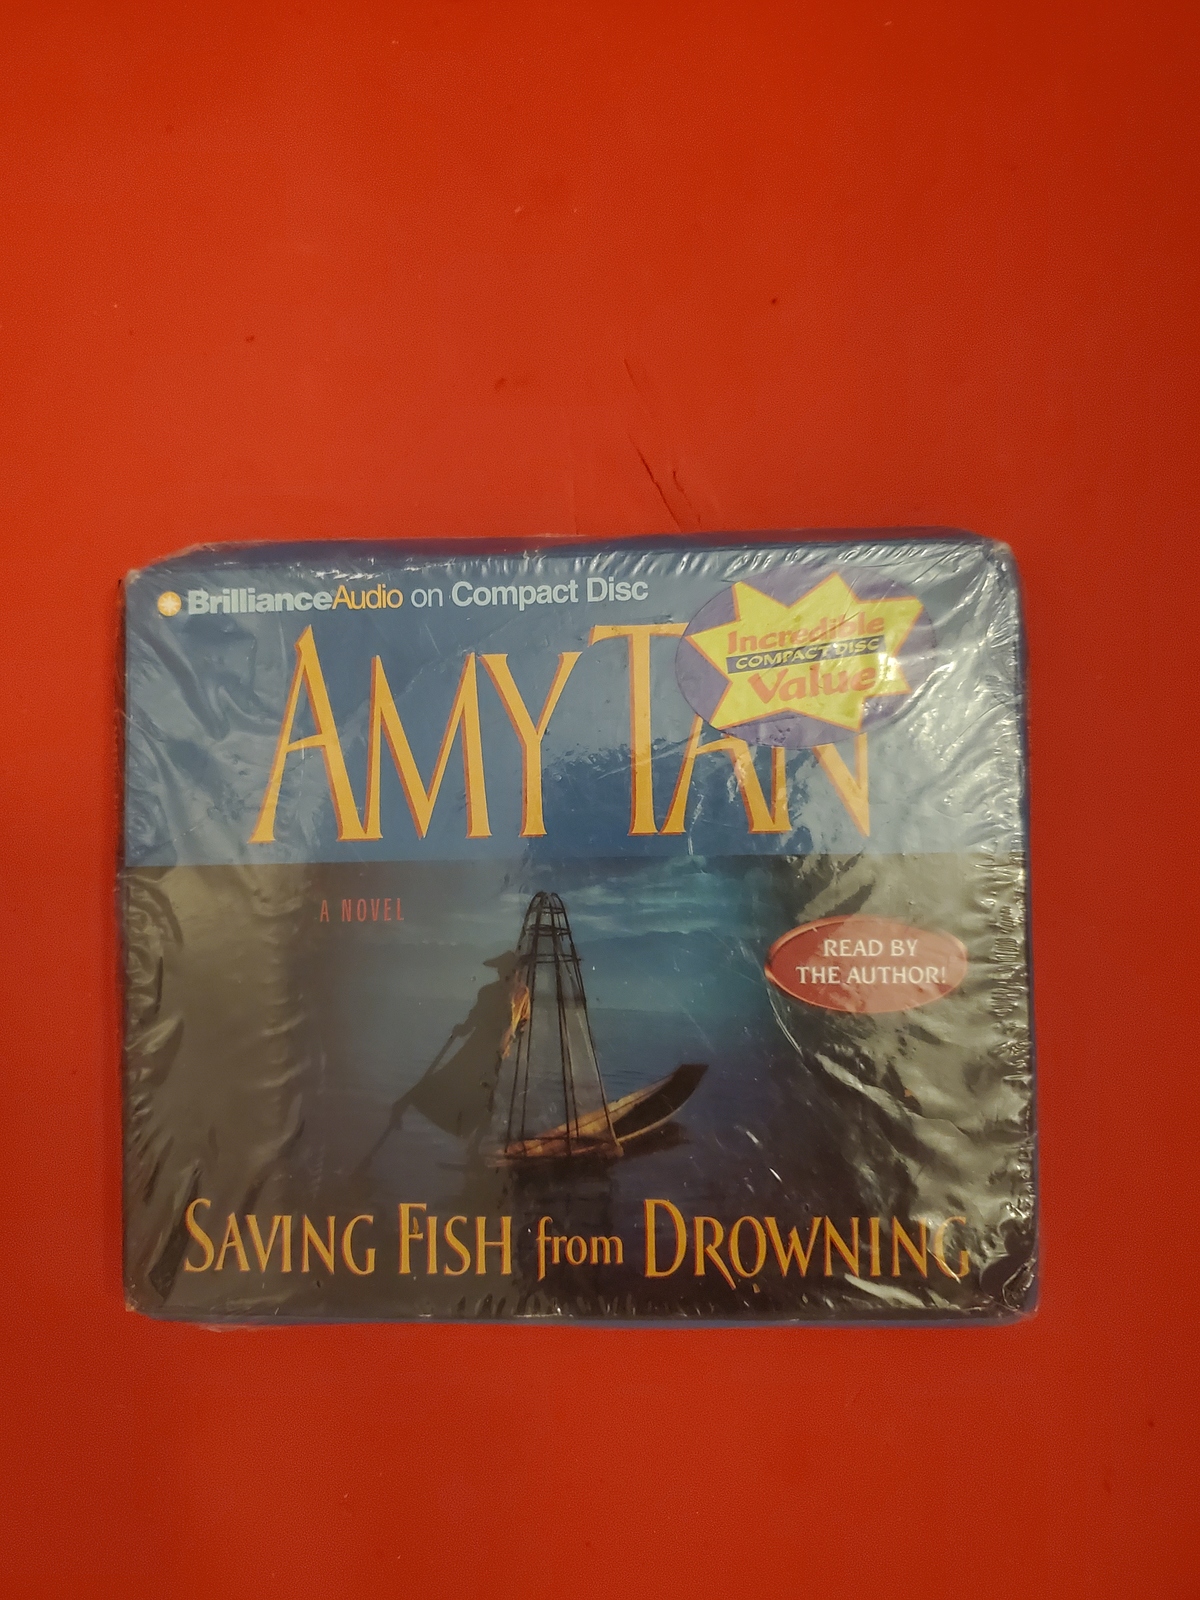 BrillianceAudio on Compact Disc
Incredible
COMPACT DISC
Value
AMY TAN
A NOVEL
READ BY
THE AUTHOR!
SAVING FISH from DROWNING